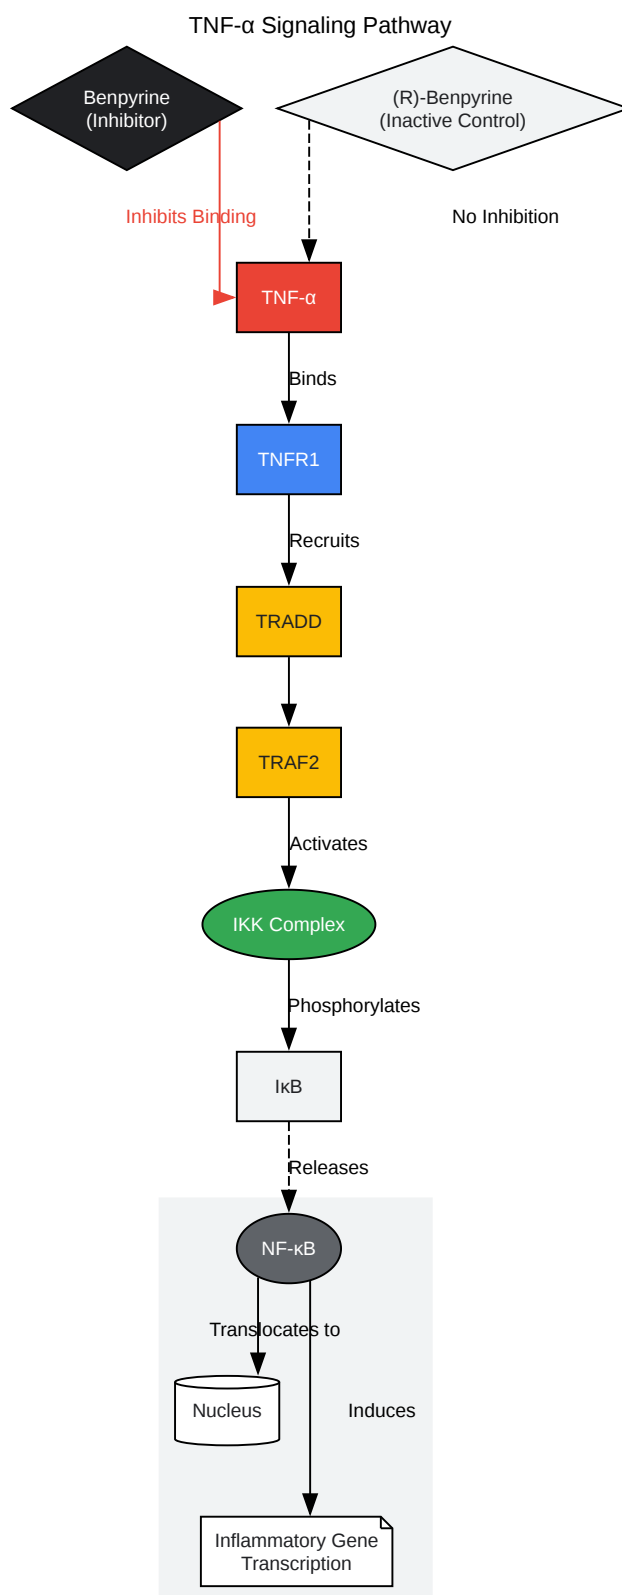 TNF-α Signaling Pathway
Benpyrine
(Inhibitor)
(R)-Benpyrine
(Inactive Control)
Inhibits Binding
No Inhibition
TNF-α
Binds
TNFR1
Recruits
TRADD
TRAF2
Activates
IKK Complex
Phosphorylates
IκB
Releases
NF-κB
Translocates to
Nucleus
Induces
Inflammatory Gene
Transcription